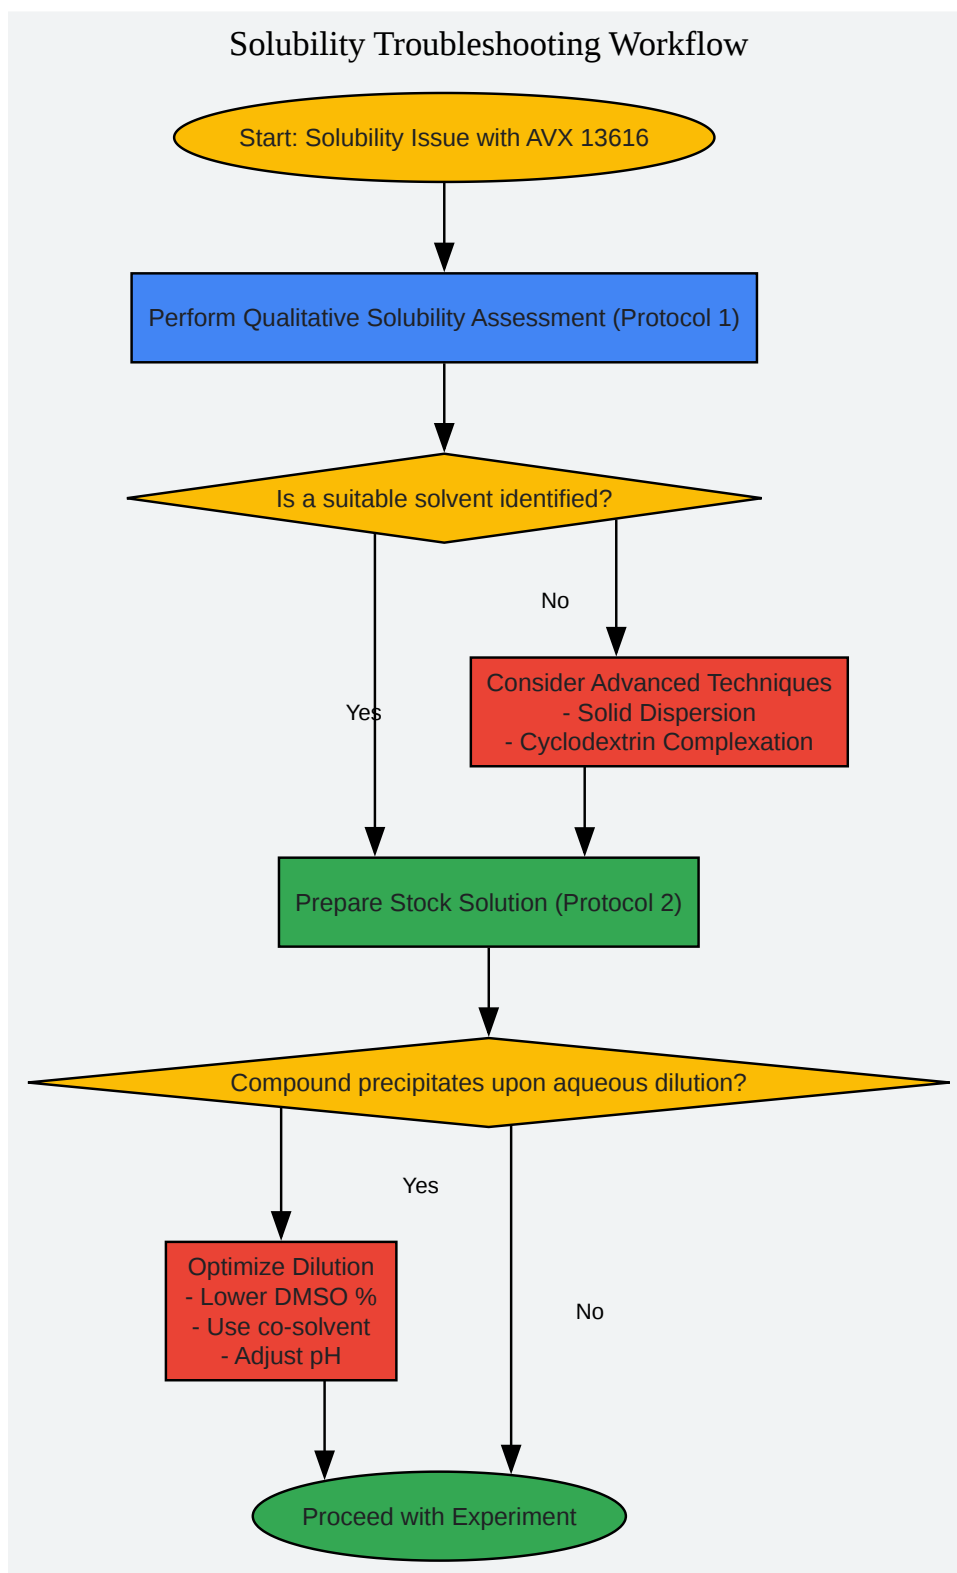 Solubility Troubleshooting Workflow
Start: Solubility Issue with AVX 13616
Perform Qualitative Solubility Assessment (Protocol 1)
Is a suitable solvent identified?
No
Consider Advanced Techniques
- Solid Dispersion
- Cyclodextrin Complexation
Yes
Prepare Stock Solution (Protocol 2)
Compound precipitates upon aqueous dilution?
Yes
Optimize Dilution
- Lower DMSO %
- Use co-solvent
- Adjust pH
No
Proceed with Experiment